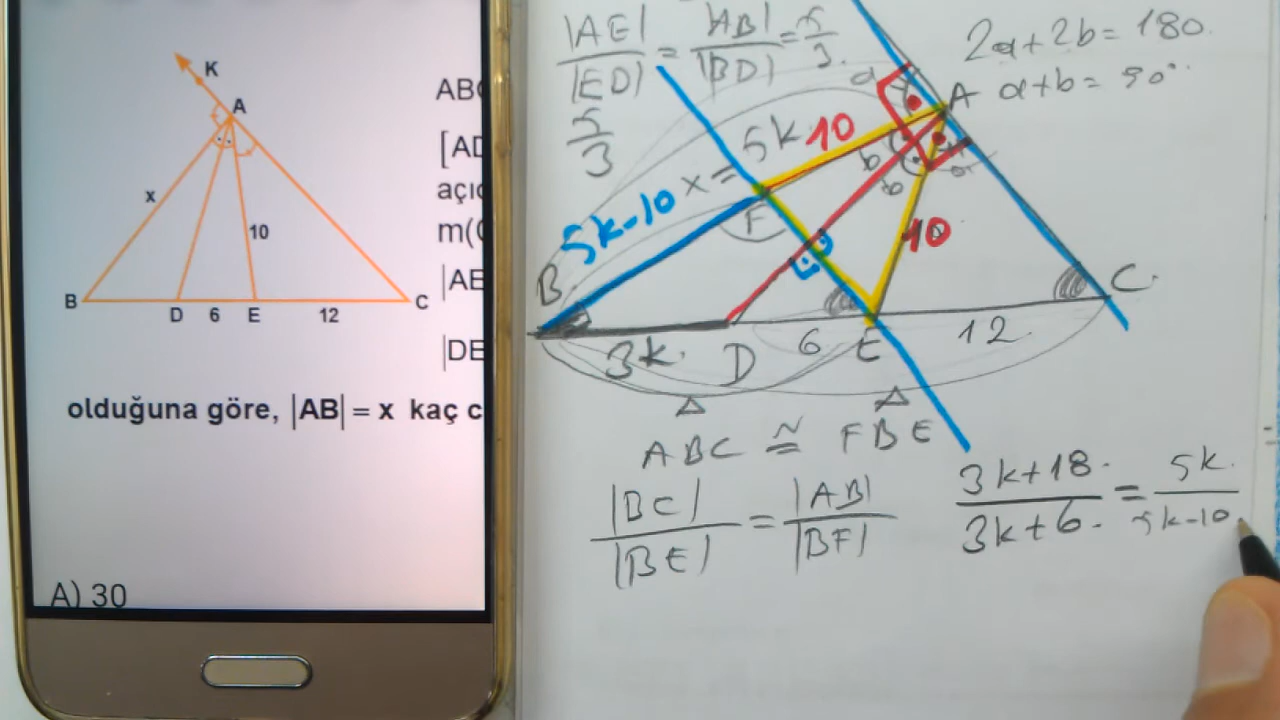 K
A
x
10
B
D
6
E
12
C
ABC
[AD
açıo
m(
|AE
|DE
olduğuna göre, |AB| = x kaç c
A) 30
|AE| / |ED| = |AB| / |BD| = 5/3
5/3
2a+2b=180.
a+b=90°
a
A
5k
10
5k-10
x=
b
b
a
F
10
B
C
3k
D
6
E
12
ABC ≅ FBE
|BC| / |BE| = |AB| / |BF|
3k+18 / 3k+6 = 5k / 5k-10